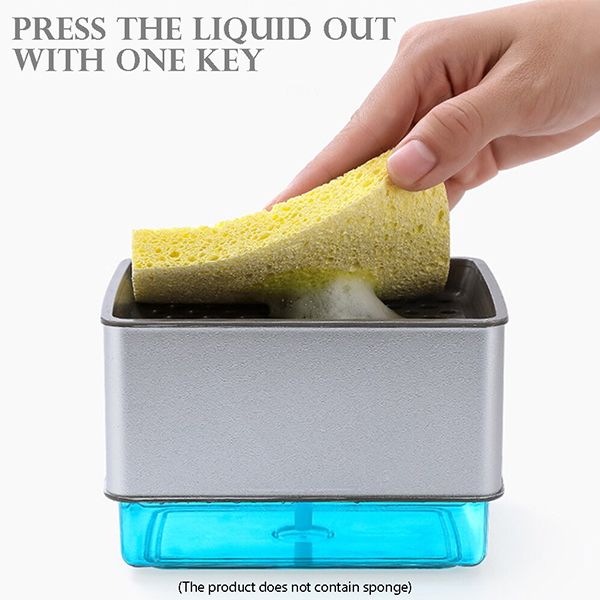 PRESS THE LIQUID OUT
WITH ONE KEY
(The product does not contain sponge)